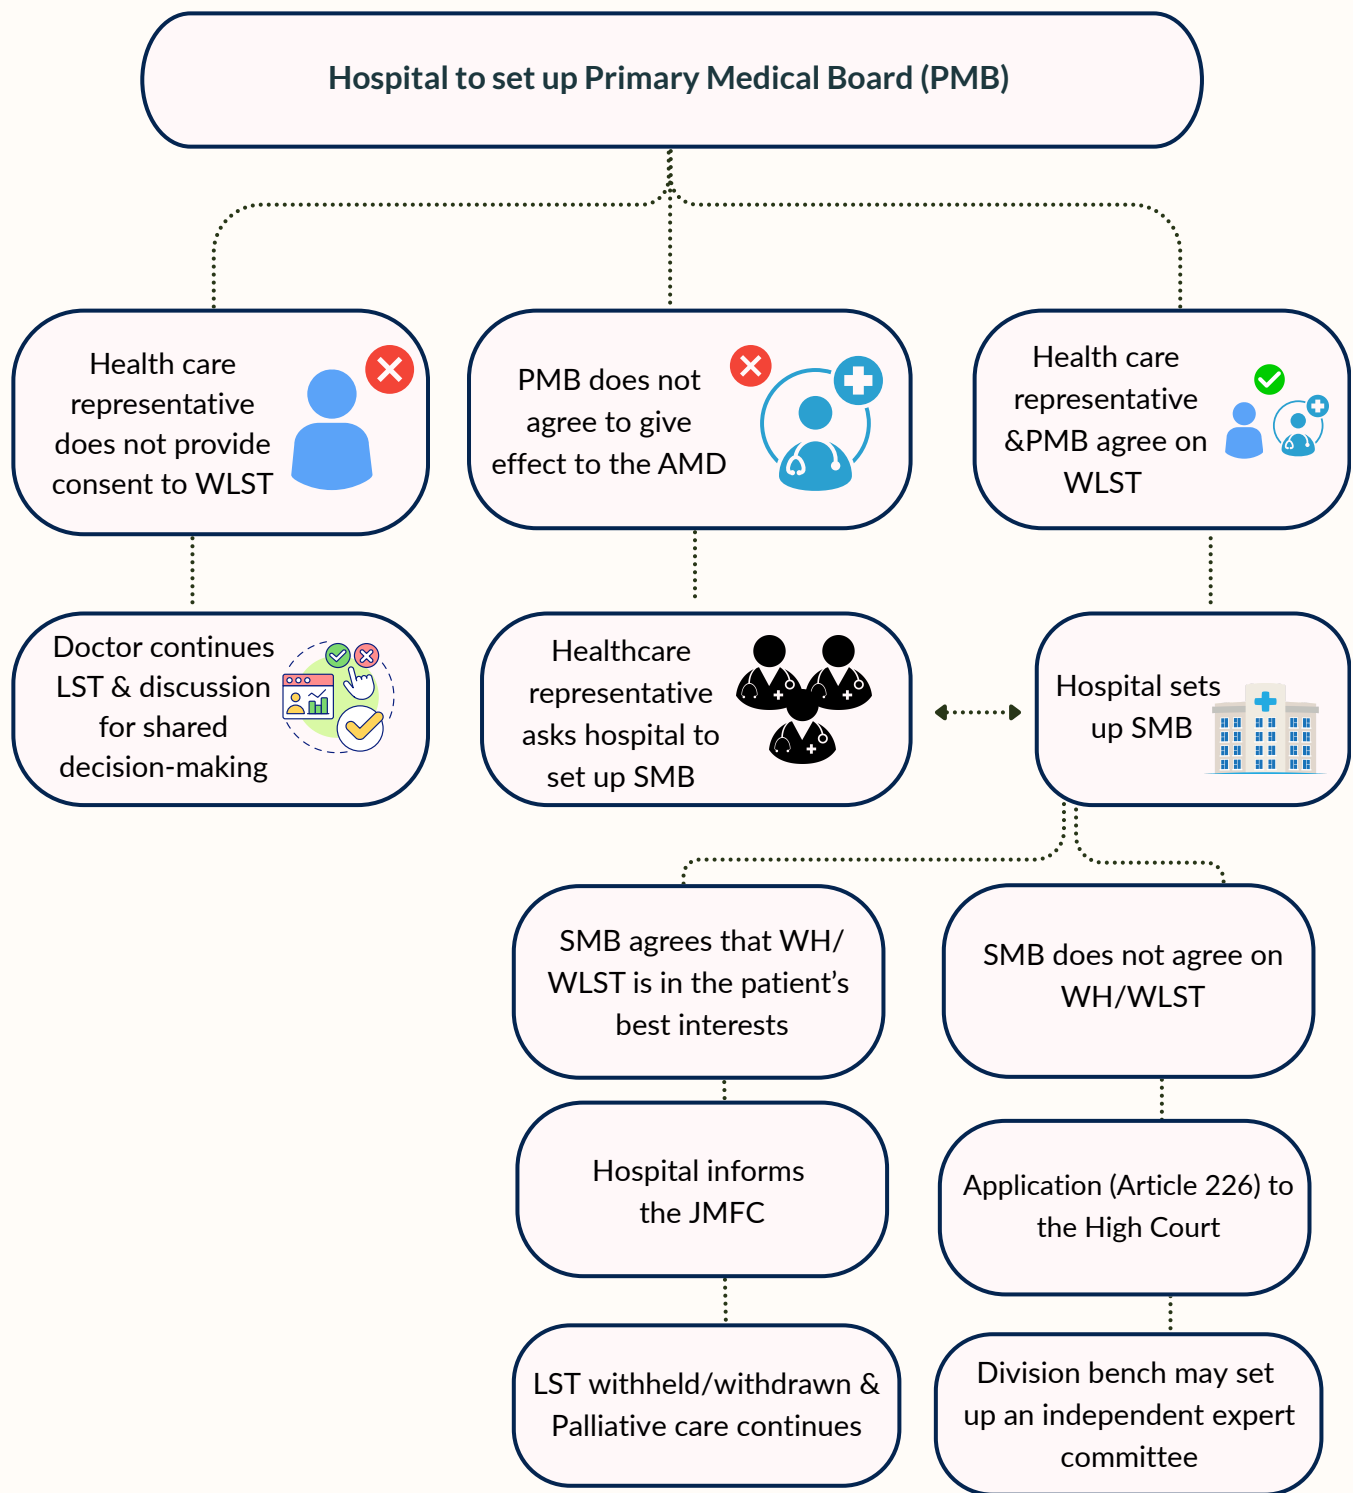 Hospital to set up Primary Medical Board (PMB)
Health care
representative
does not provide
consent to WLST
PMB does not
agree to give
effect to the AMD
Health care
representative
&PMB agree on
WLST
Doctor continues
LST & discussion
for shared
decision-making
Healthcare
representative
asks hospital to
set up SMB
Hospital sets
up SMB
SMB agrees that WH/
WLST is in the patient’s
best interests
SMB does not agree on
WH/WLST
Hospital informs
the JMFC
Application (Article 226) to
the High Court
LST withheld/withdrawn &
Palliative care continues
Division bench may set
up an independent expert
committee